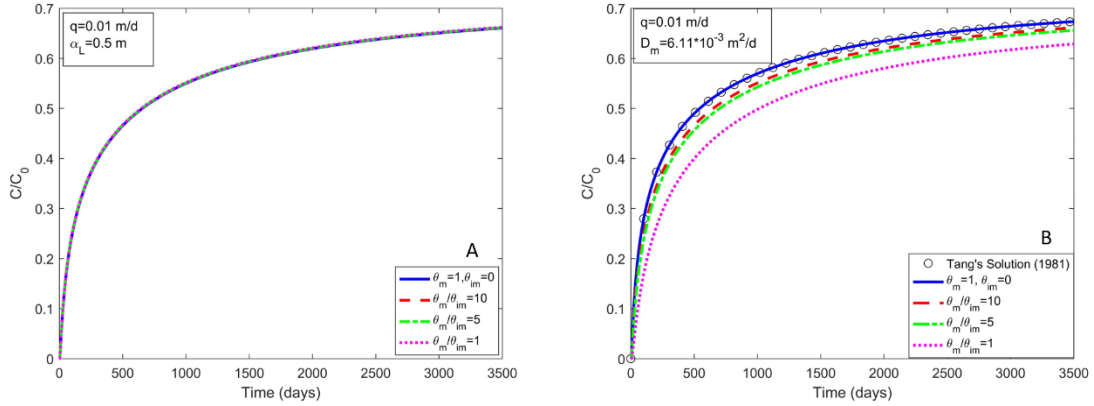 q=0.01 m/d
α_L=0.5 m
C/C_0
0.7
0.6
0.5
0.4
0.3
0.2
0.1
0
A
θ_m=1,θ_im=0
θ_m/θ_im=10
θ_m/θ_im=5
θ_m/θ_im=1
0 500 1000 1500 2000 2500 3000 3500
Time (days)
q=0.01 m/d
D_m=6.11*10^-3 m^2/d
C/C_0
0.7
0.6
0.5
0.4
0.3
0.2
0.1
0
B
Tang's Solution (1981)
θ_m=1, θ_im=0
θ_m/θ_im=10
θ_m/θ_im=5
θ_m/θ_im=1
0 500 1000 1500 2000 2500 3000 3500
Time (days)